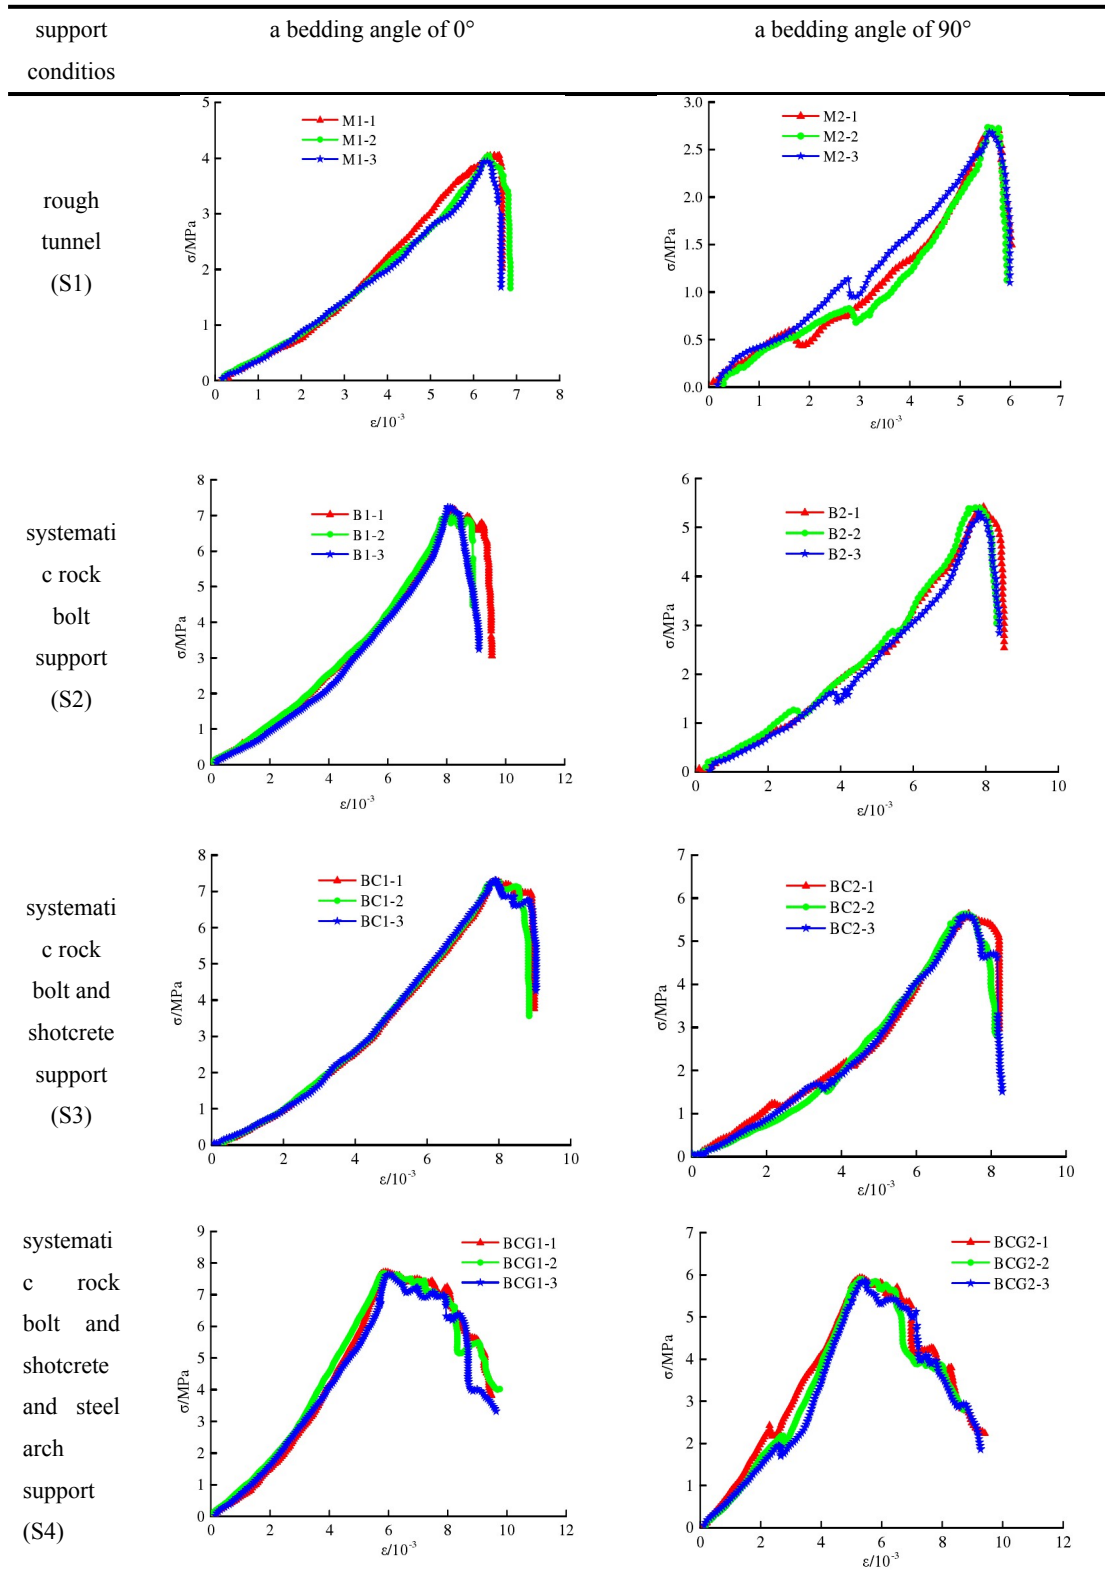 support conditios
a bedding angle of 0°
a bedding angle of 90°
rough
tunnel
(S1)
5
4
3
2
1
0
σ/MPa
M1-1
M1-2
M1-3
0 1 2 3 4 5 6 7 8
ε/10⁻³
3.0
2.5
2.0
1.5
1.0
0.5
0.0
σ/MPa
M2-1
M2-2
M2-3
0 1 2 3 4 5 6 7
ε/10⁻³
systemati
c rock
bolt
support
(S2)
8
7
6
5
4
3
2
1
0
σ/MPa
B1-1
B1-2
B1-3
0 2 4 6 8 10 12
ε/10⁻³
6
5
4
3
2
1
0
σ/MPa
B2-1
B2-2
B2-3
0 2 4 6 8 10
ε/10⁻³
systemati
c rock
bolt and
shotcrete
support
(S3)
8
7
6
5
4
3
2
1
0
σ/MPa
BC1-1
BC1-2
BC1-3
0 2 4 6 8 10
ε/10⁻³
7
6
5
4
3
2
1
0
σ/MPa
BC2-1
BC2-2
BC2-3
0 2 4 6 8 10
ε/10⁻³
systemati
c rock
bolt and
shotcrete
and steel
arch
support
(S4)
9
8
7
6
5
4
3
2
1
0
σ/MPa
BCG1-1
BCG1-2
BCG1-3
0 2 4 6 8 10 12
ε/10⁻³
7
6
5
4
3
2
1
0
σ/MPa
BCG2-1
BCG2-2
BCG2-3
0 2 4 6 8 10 12
ε/10⁻³